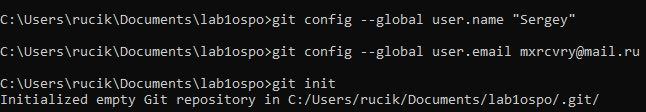 C:\Users\rucik\Documents\lab1ospo>git config --global user.name "Sergey"
C:\Users\rucik\Documents\lab1ospo>git config --global user.email mxrcvry@mail.ru
C:\Users\rucik\Documents\lab1ospo>git init
Initialized empty Git repository in C:/Users/rucik/Documents/lab1ospo/.git/